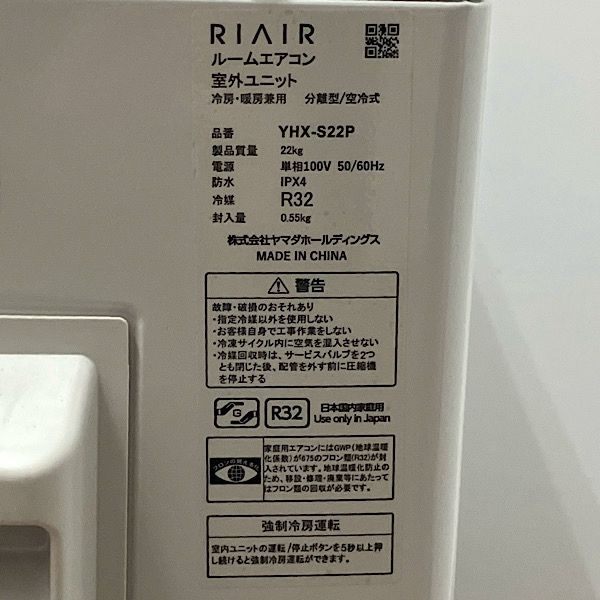 RIAIR
ルームエアコン
室外ユニット
冷房・暖房兼用 分離型/空冷式
品番 YHX-S22P
製品質量 22kg
電源 単相100V 50/60Hz
防水 IPX4
冷媒 R32
封入量 0.55kg
株式会社ヤマダホールディングス
MADE IN CHINA
警告
故障・破損のおそれあり
・指定冷媒以外を使用しない
・お客様自身で工事作業をしない
・冷凍サイクル内に空気を混入させない
・冷媒回収時は、サービスバルブを2つ
とも閉じた後、配管を外す前に圧縮機
を停止する
G R32 日本国内家庭用
Use only in Japan
フロンの見える化
家庭用エアコンにはGWP(地球温暖
化係数)が675のフロン類(R32)が封
入されています。地球温暖化防止の
ため、移設・修理・廃棄等にあたって
はフロン類の回収が必要です。
強制冷房運転
室内ユニットの運転/停止ボタンを5秒以上押
し続けると強制冷房運転ができます。